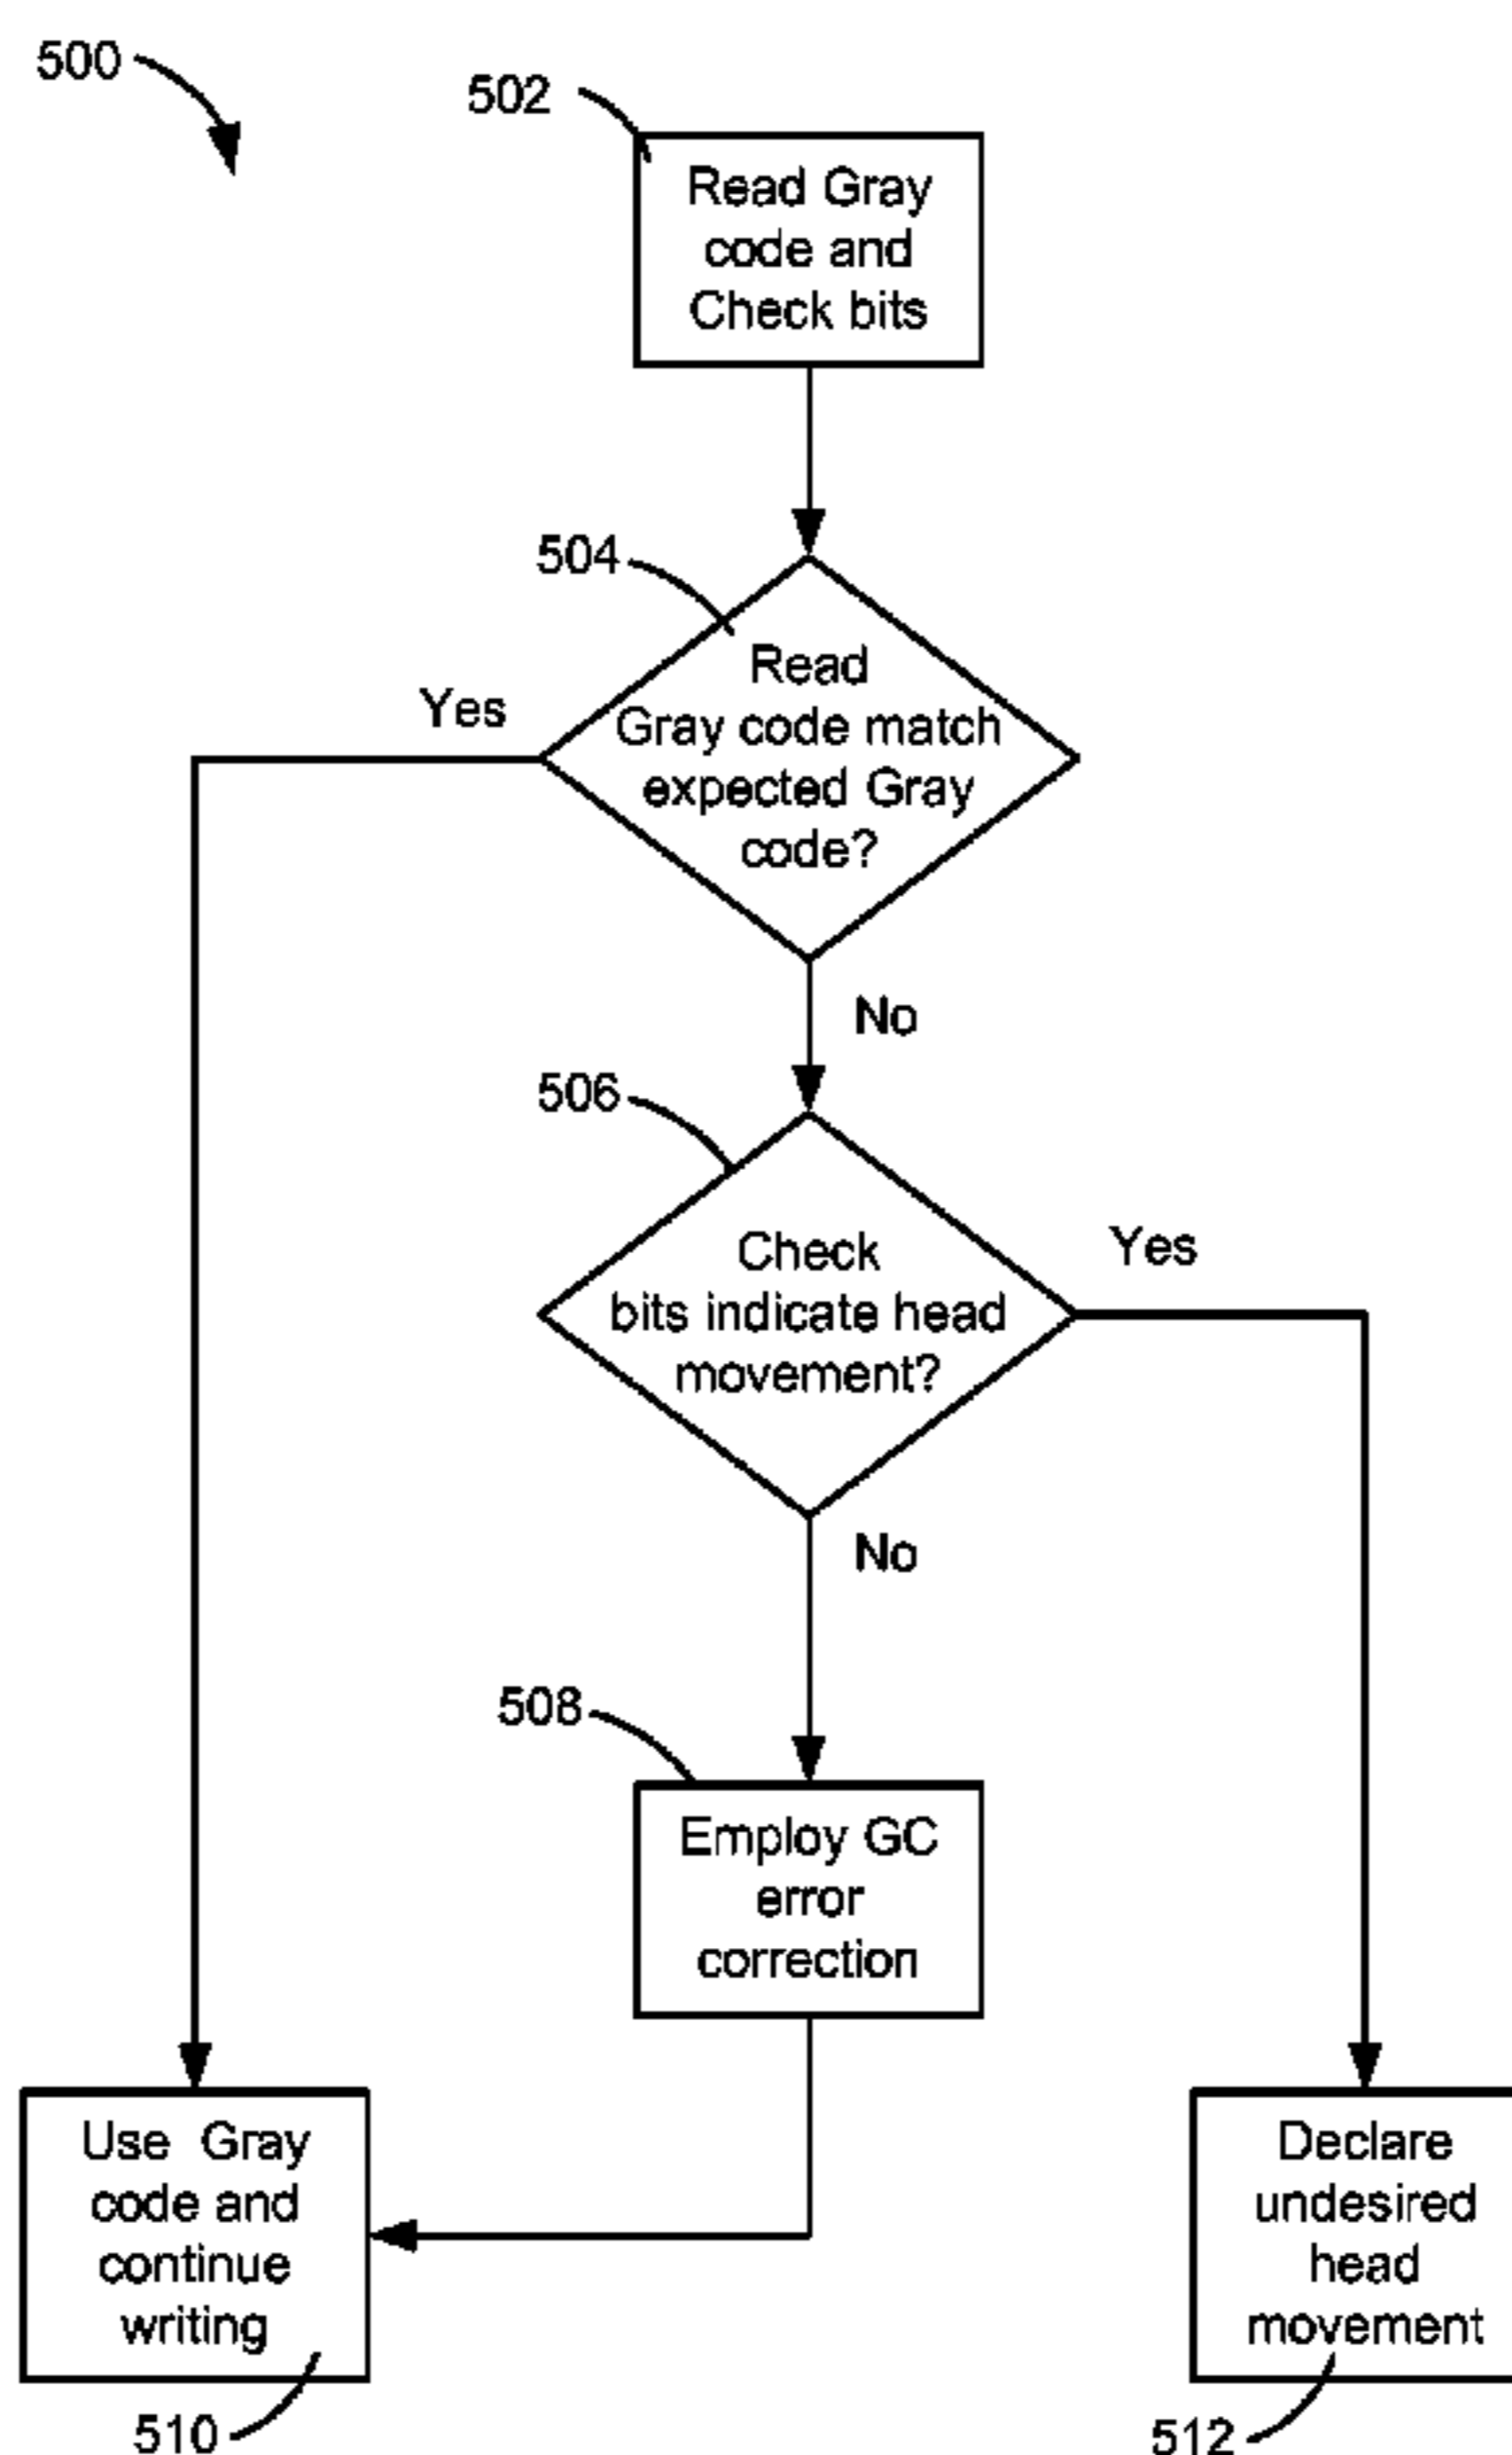 500
502
Read Gray
code and
Check bits
504
Read
Gray code match
expected Gray
code?
Yes
No
506
Check
bits indicate head
movement?
Yes
No
508
Employ GC
error
correction
Use Gray
code and
continue
writing
510
Declare
undesired
head
movement
512